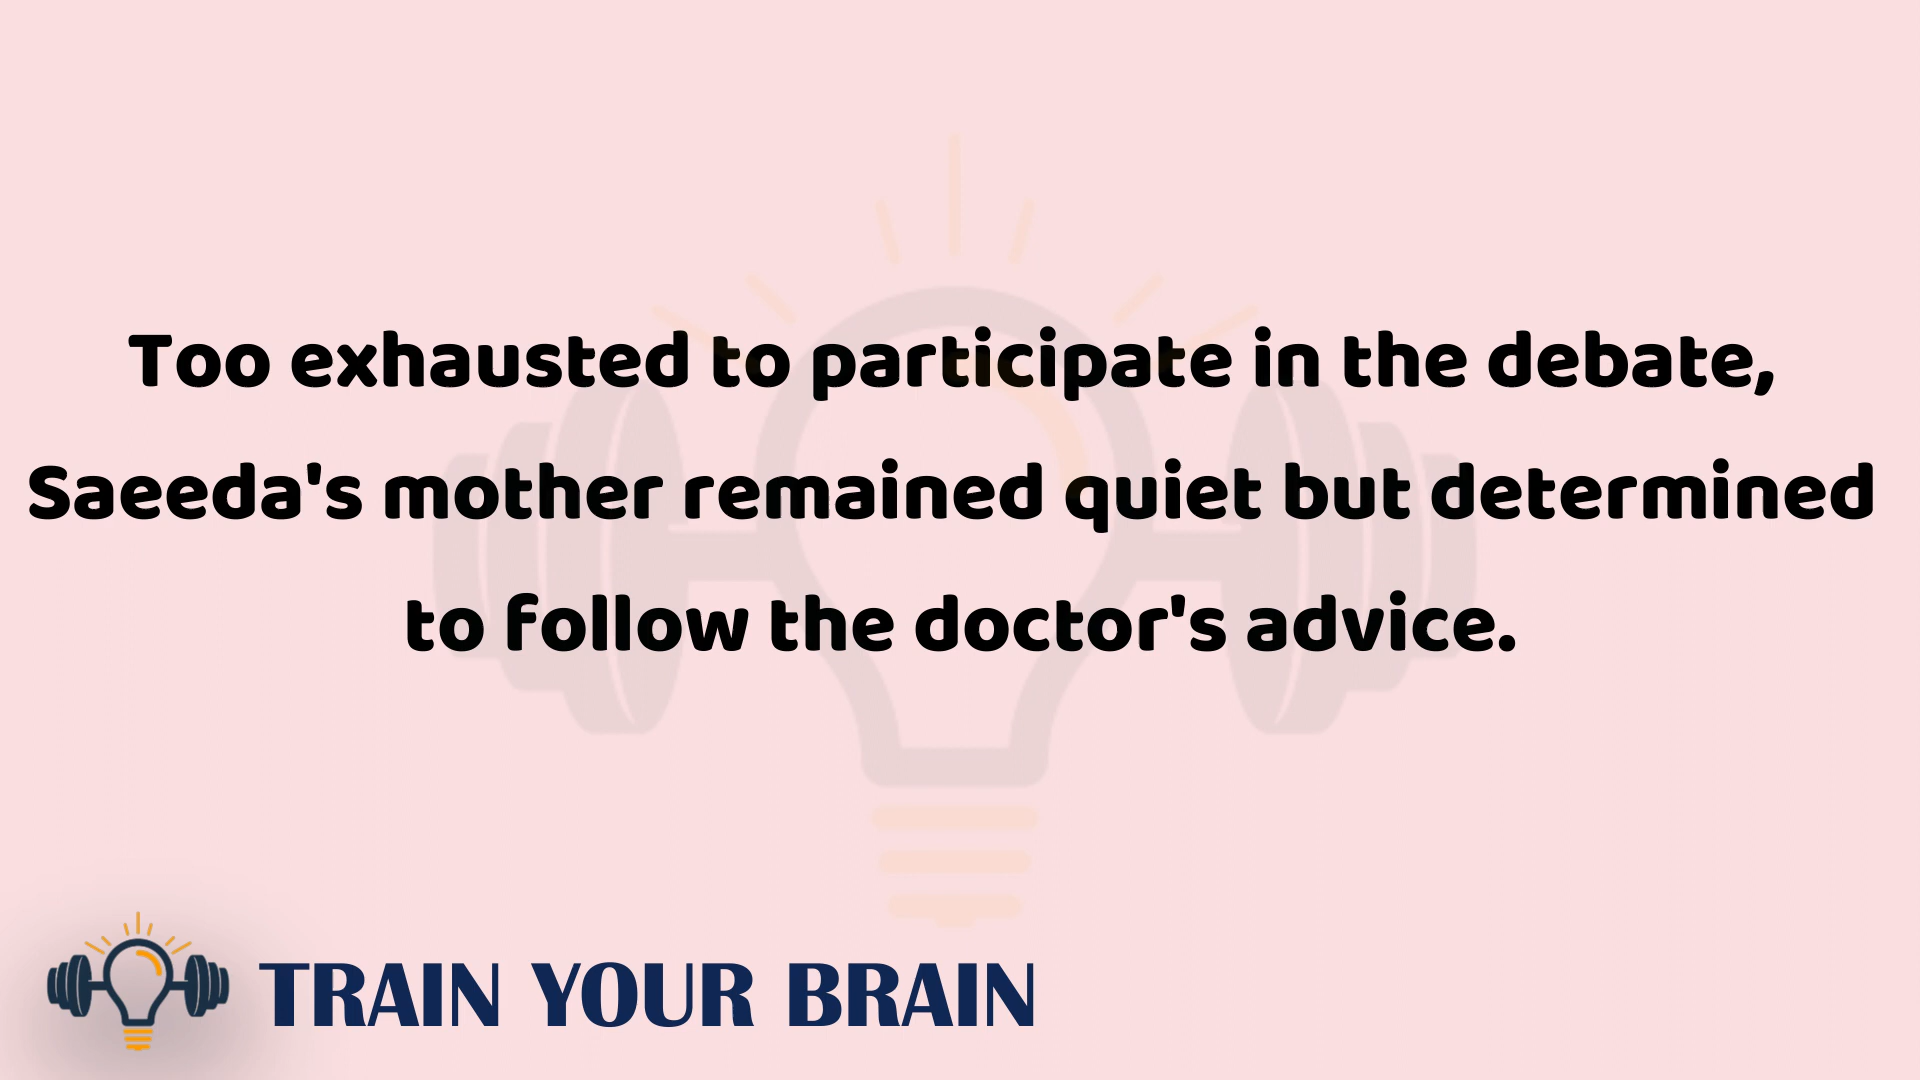 Too exhausted to participate in the debate,
Saeeda's mother remained quiet but determined
to follow the doctor's advice.
TRAIN YOUR BRAIN